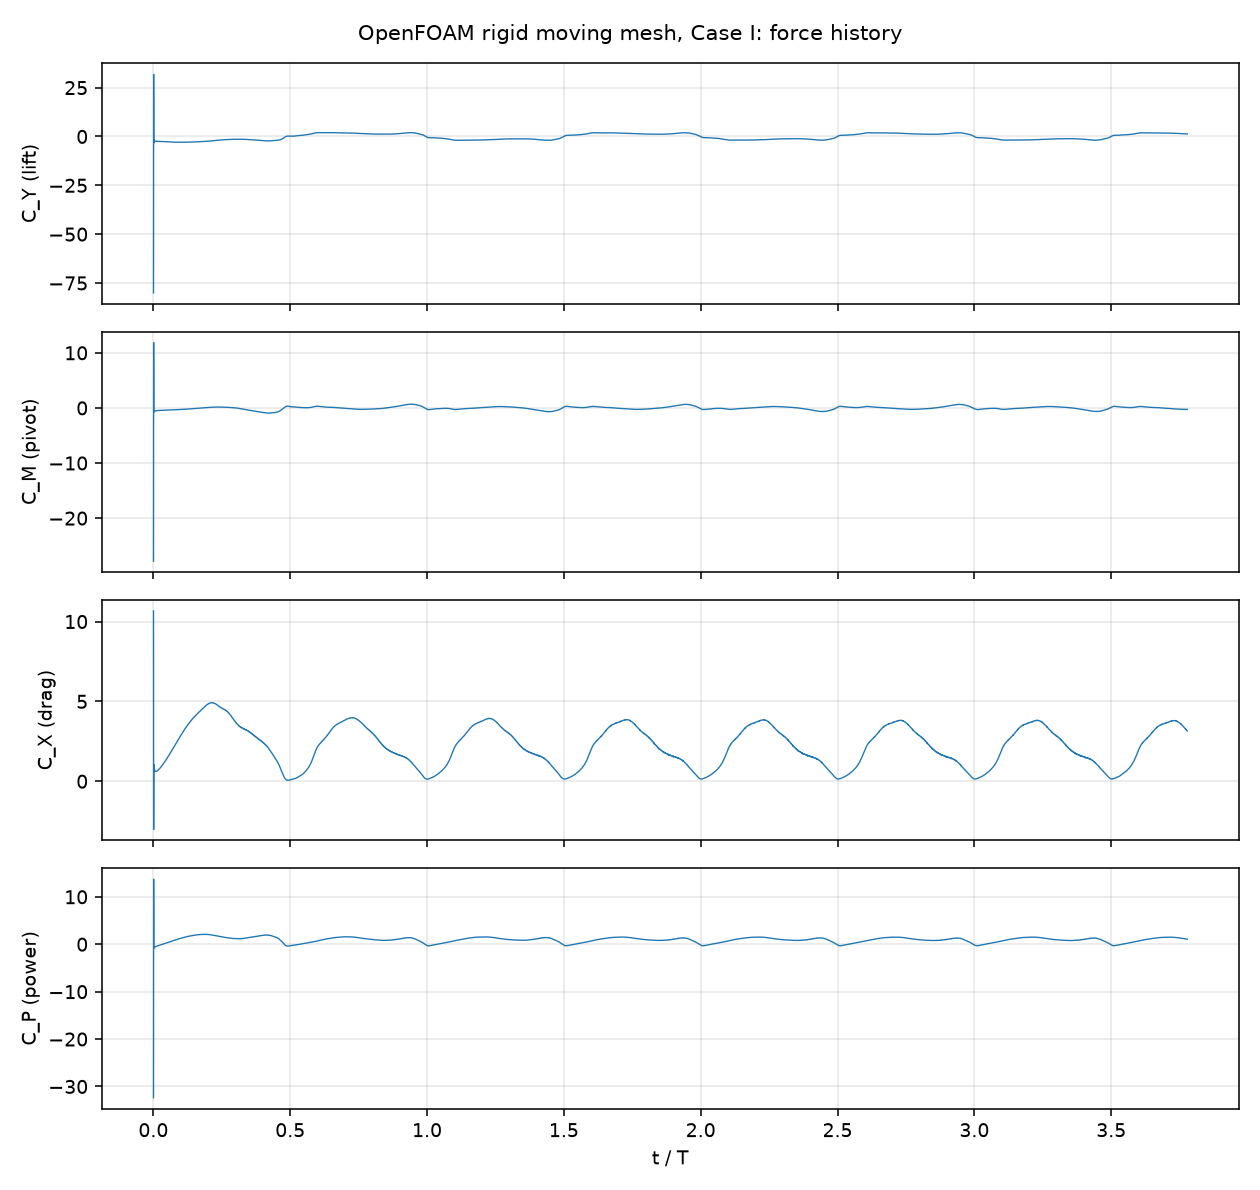 OpenFOAM rigid moving mesh, Case I: force history
C_Y (lift)
25
0
−25
−50
−75
C_M (pivot)
10
0
−10
−20
C_X (drag)
10
5
0
C_P (power)
10
0
−10
−20
−30
0.0 0.5 1.0 1.5 2.0 2.5 3.0 3.5
t / T